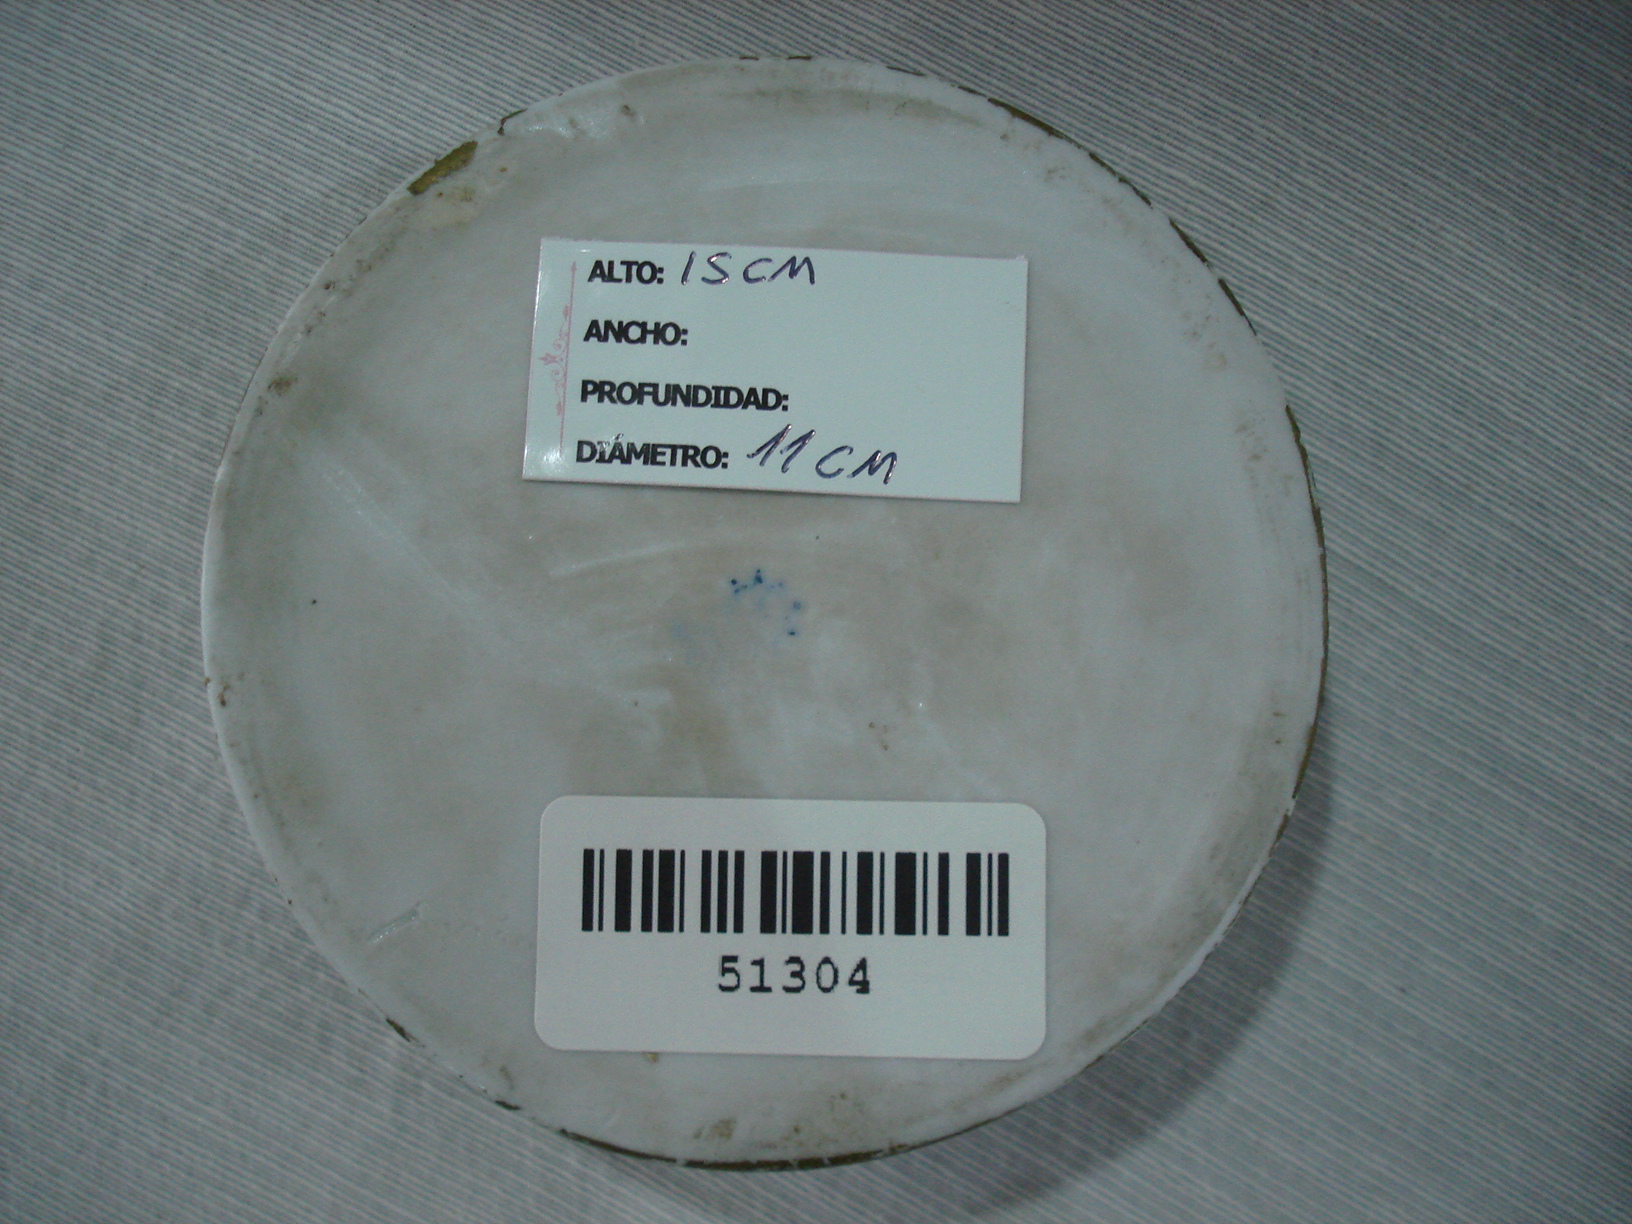 ALTO: 15 CM
ANCHO:
PROFUNDIDAD:
DIÁMETRO: 11 CM
51304